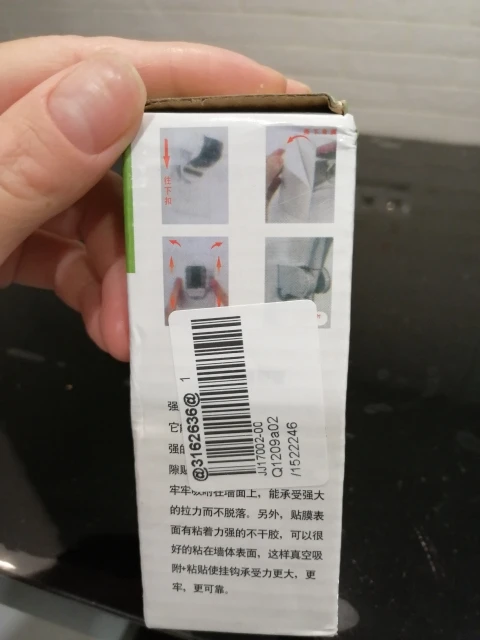 往下扣
@3162636@ 1
JJ17002-00
Q1209a02
/1522246
强
它
强的
隙贴
牢牢吸附在墙面上，能承受强大
的拉力而不脱落。另外，贴膜表
面有粘着力强的不干胶，可以很
好的粘在墙体表面，这样真空吸
附+粘贴使挂钩承受力更大，更
牢，更可靠。